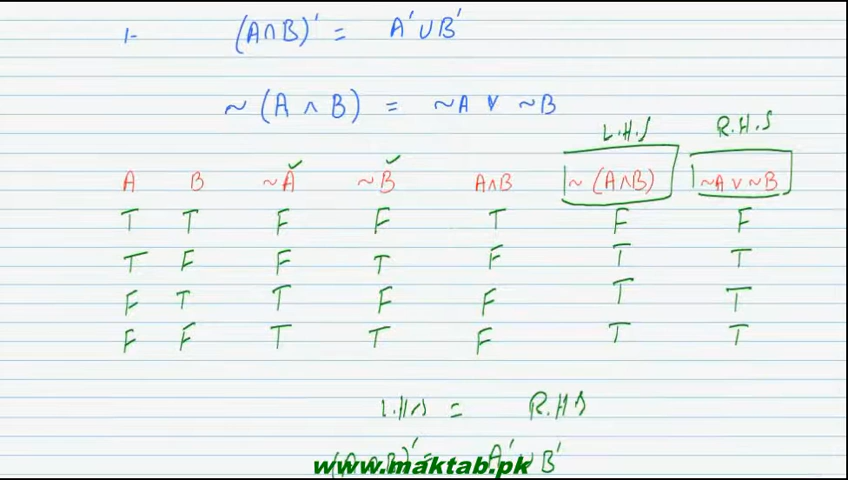 1- (A∩B)' = A'∪B'
~(A∧B) = ~A ∨ ~B
L.H.S R.H.S
A B ~A ~B A∧B ~(A∧B) ~A∨~B
T T F F T F F
T F F T F T T
F T T F F T T
F F T T F T T
L.H.S = R.H.S
(A∩B)' = A'∪B'
www.maktab.pk